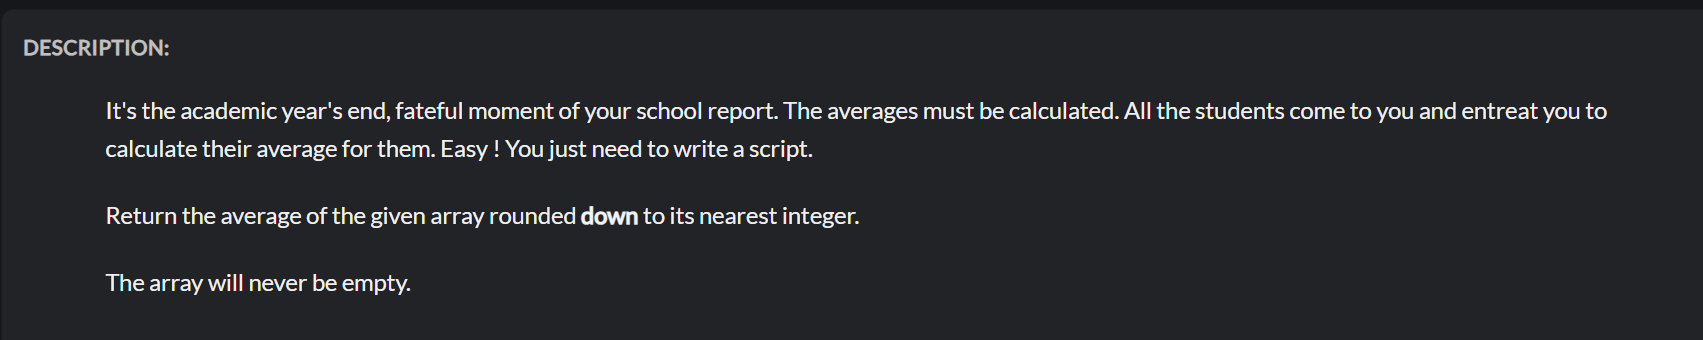 DESCRIPTION:
It's the academic year's end, fateful moment of your school report. The averages must be calculated. All the students come to you and entreat you to
calculate their average for them. Easy ! You just need to write a script.
Return the average of the given array rounded down to its nearest integer.
The array will never be empty.